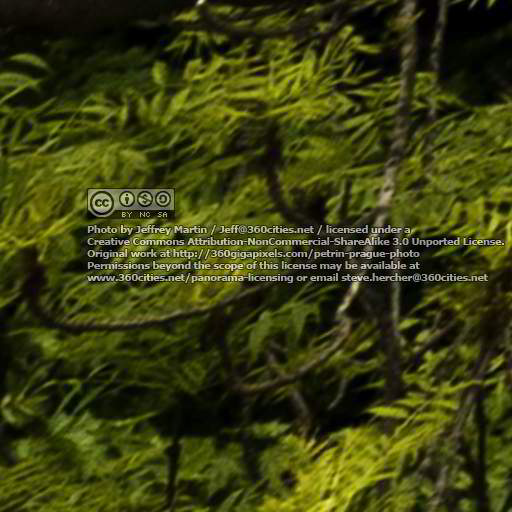 cc
BY NC SA
Photo by Jeffrey Martin / Jeff@360cities.net / licensed under a
Creative Commons Attribution-NonCommercial-ShareAlike 3.0 Unported License.
Original work at http://360gigapixels.com/petrin-prague-photo
Permissions beyond the scope of this license may be available at
www.360cities.net/panorama-licensing or email steve.hercher@360cities.net